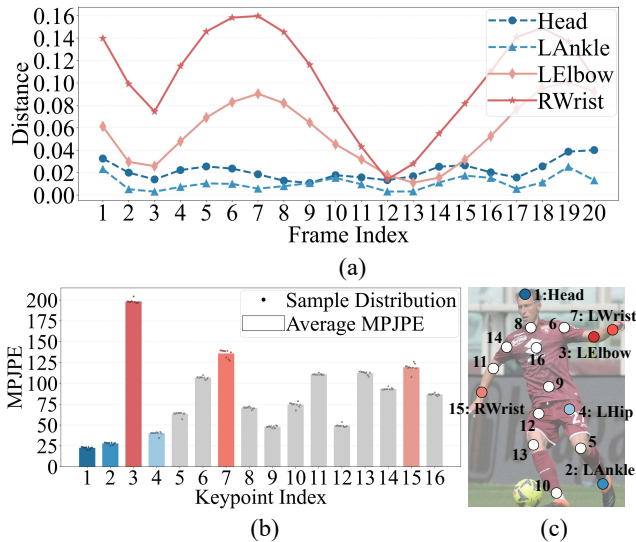 0.16
0.14
0.12
0.10
0.08
0.06
0.04
0.02
0.00
Distance
Head
LAnkle
LElbow
RWrist
1 2 3 4 5 6 7 8 9 10 11 12 13 14 15 16 17 18 19 20
Frame Index
(a)
200
175
150
125
100
75
50
25
0
MPJPE
Sample Distribution
Average MPJPE
1 2 3 4 5 6 7 8 9 10 11 12 13 14 15 16
Keypoint Index
(b)
1:Head
7: LWrist
8
6
3: LElbow
14
16
11
9
15: RWrist
4: LHip
12
2
5
13
2: LAnkle
10
(c)